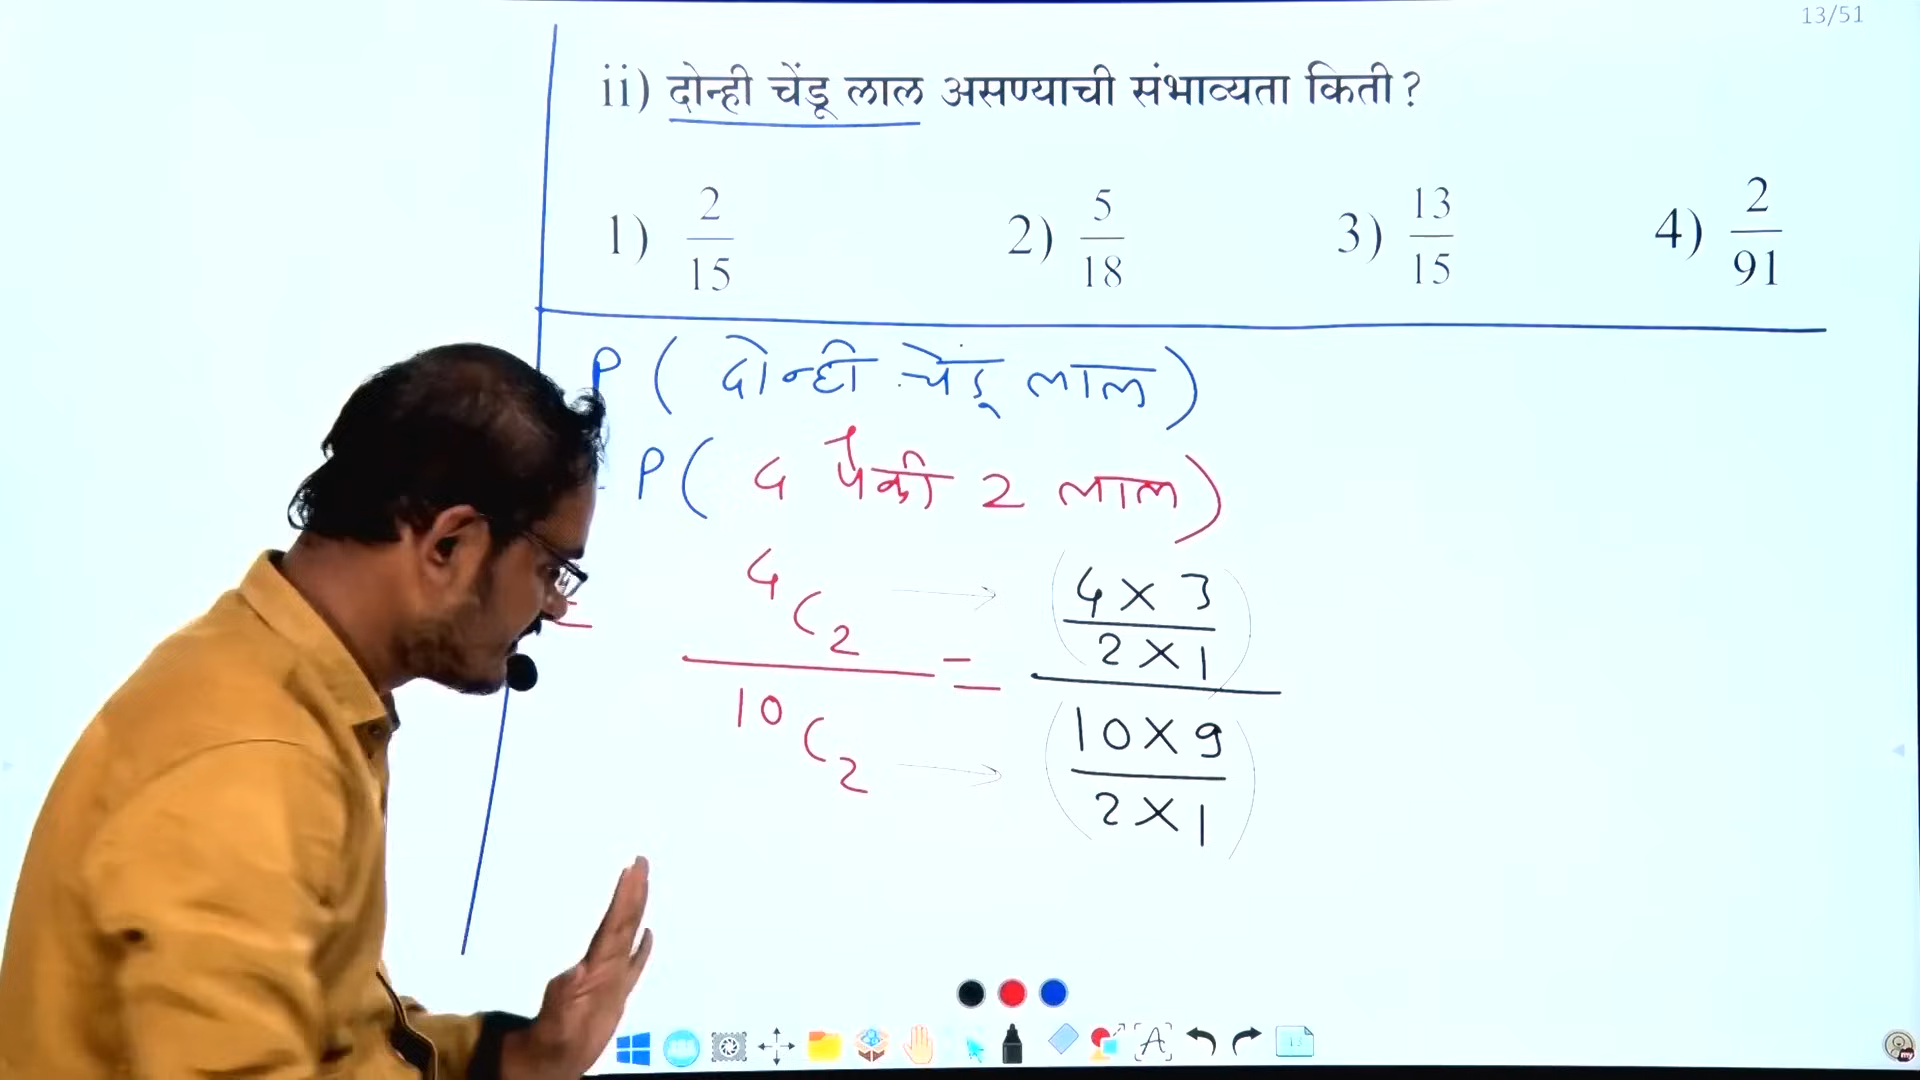 13/51
ii) दोन्ही चेंडू लाल असण्याची संभाव्यता किती?
1) 2/15 2) 5/18 3) 13/15 4) 2/91
P ( दोन्ही चेंडू लाल )
P ( 4 पैकी 2 लाल )
= ⁴C₂ / ¹⁰C₂ = (4 × 3 / 2 × 1) / (10 × 9 / 2 × 1)